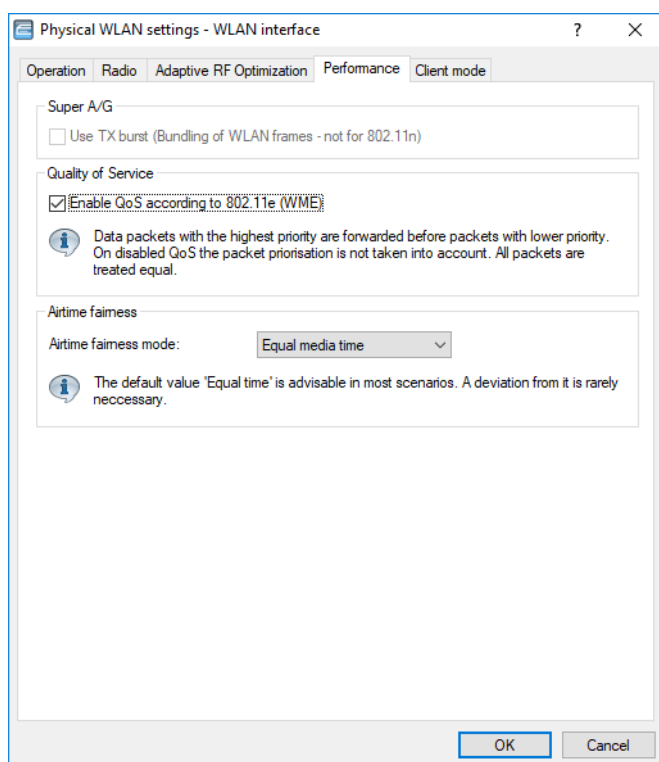 Physical WLAN settings - WLAN interface
Operation Radio Adaptive RF Optimization Performance Client mode
Super A/G
Use TX burst (Bundling of WLAN frames - not for 802.11n)
Quality of Service
Enable QoS according to 802.11e (WME)
Data packets with the highest priority are forwarded before packets with lower priority.
On disabled QoS the packet priorisation is not taken into account. All packets are
treated equal.
Airtime fairness
Airtime fairness mode: Equal media time
The default value 'Equal time' is advisable in most scenarios. A deviation from it is rarely
neccessary.
OK Cancel